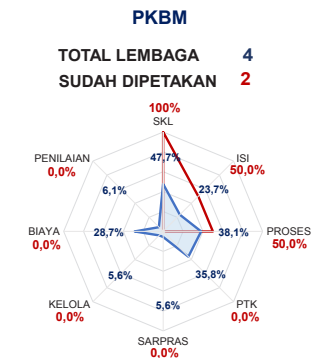 PKBM
TOTAL LEMBAGA 4
SUDAH DIPETAKAN 2
100%
SKL
47,7%
PENILAIAN
0,0%
ISI
50,0%
6,1%
23,7%
BIAYA
0,0%
28,7%
38,1%
PROSES
50,0%
5,6%
35,8%
KELOLA
0,0%
5,6%
PTK
0,0%
SARPRAS
0,0%